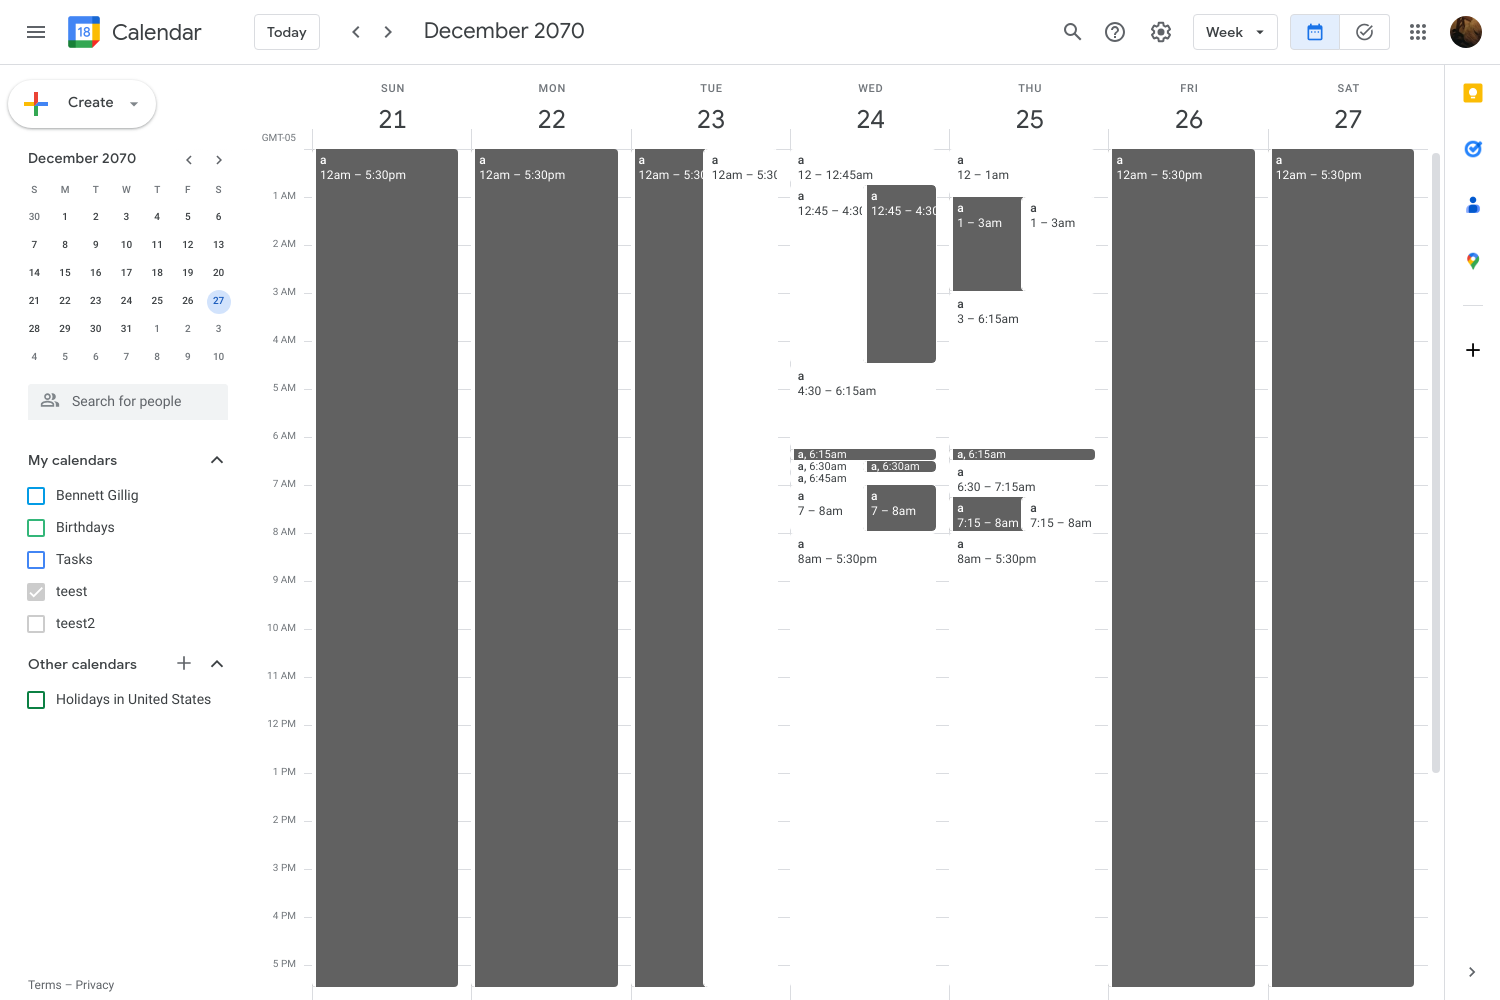 18
Calendar
Today
December 2070
Week
Create
December 2070
S M T W T F S
30 1 2 3 4 5 6
7 8 9 10 11 12 13
14 15 16 17 18 19 20
21 22 23 24 25 26 27
28 29 30 31 1 2 3
4 5 6 7 8 9 10
Search for people
My calendars
Bennett Gillig
Birthdays
Tasks
teest
teest2
Other calendars
Holidays in United States
Terms – Privacy
SUN MON TUE WED THU FRI SAT
21 22 23 24 25 26 27
GMT-05
1 AM
2 AM
3 AM
4 AM
5 AM
6 AM
7 AM
8 AM
9 AM
10 AM
11 AM
12 PM
1 PM
2 PM
3 PM
4 PM
5 PM
a
12am – 5:30pm
a
12am – 5:30pm
a
12am – 5:30
a
12am – 5:30
a
12 – 12:45am
a
12:45 – 4:30
a
12:45 – 4:30
a
4:30 – 6:15am
a, 6:15am
a, 6:30am
a, 6:30am
a, 6:45am
a
7 – 8am
a
7 – 8am
a
8am – 5:30pm
a
12 – 1am
a
1 – 3am
a
1 – 3am
a
3 – 6:15am
a, 6:15am
a
6:30 – 7:15am
a
7:15 – 8am
a
7:15 – 8am
a
8am – 5:30pm
a
12am – 5:30pm
a
12am – 5:30pm